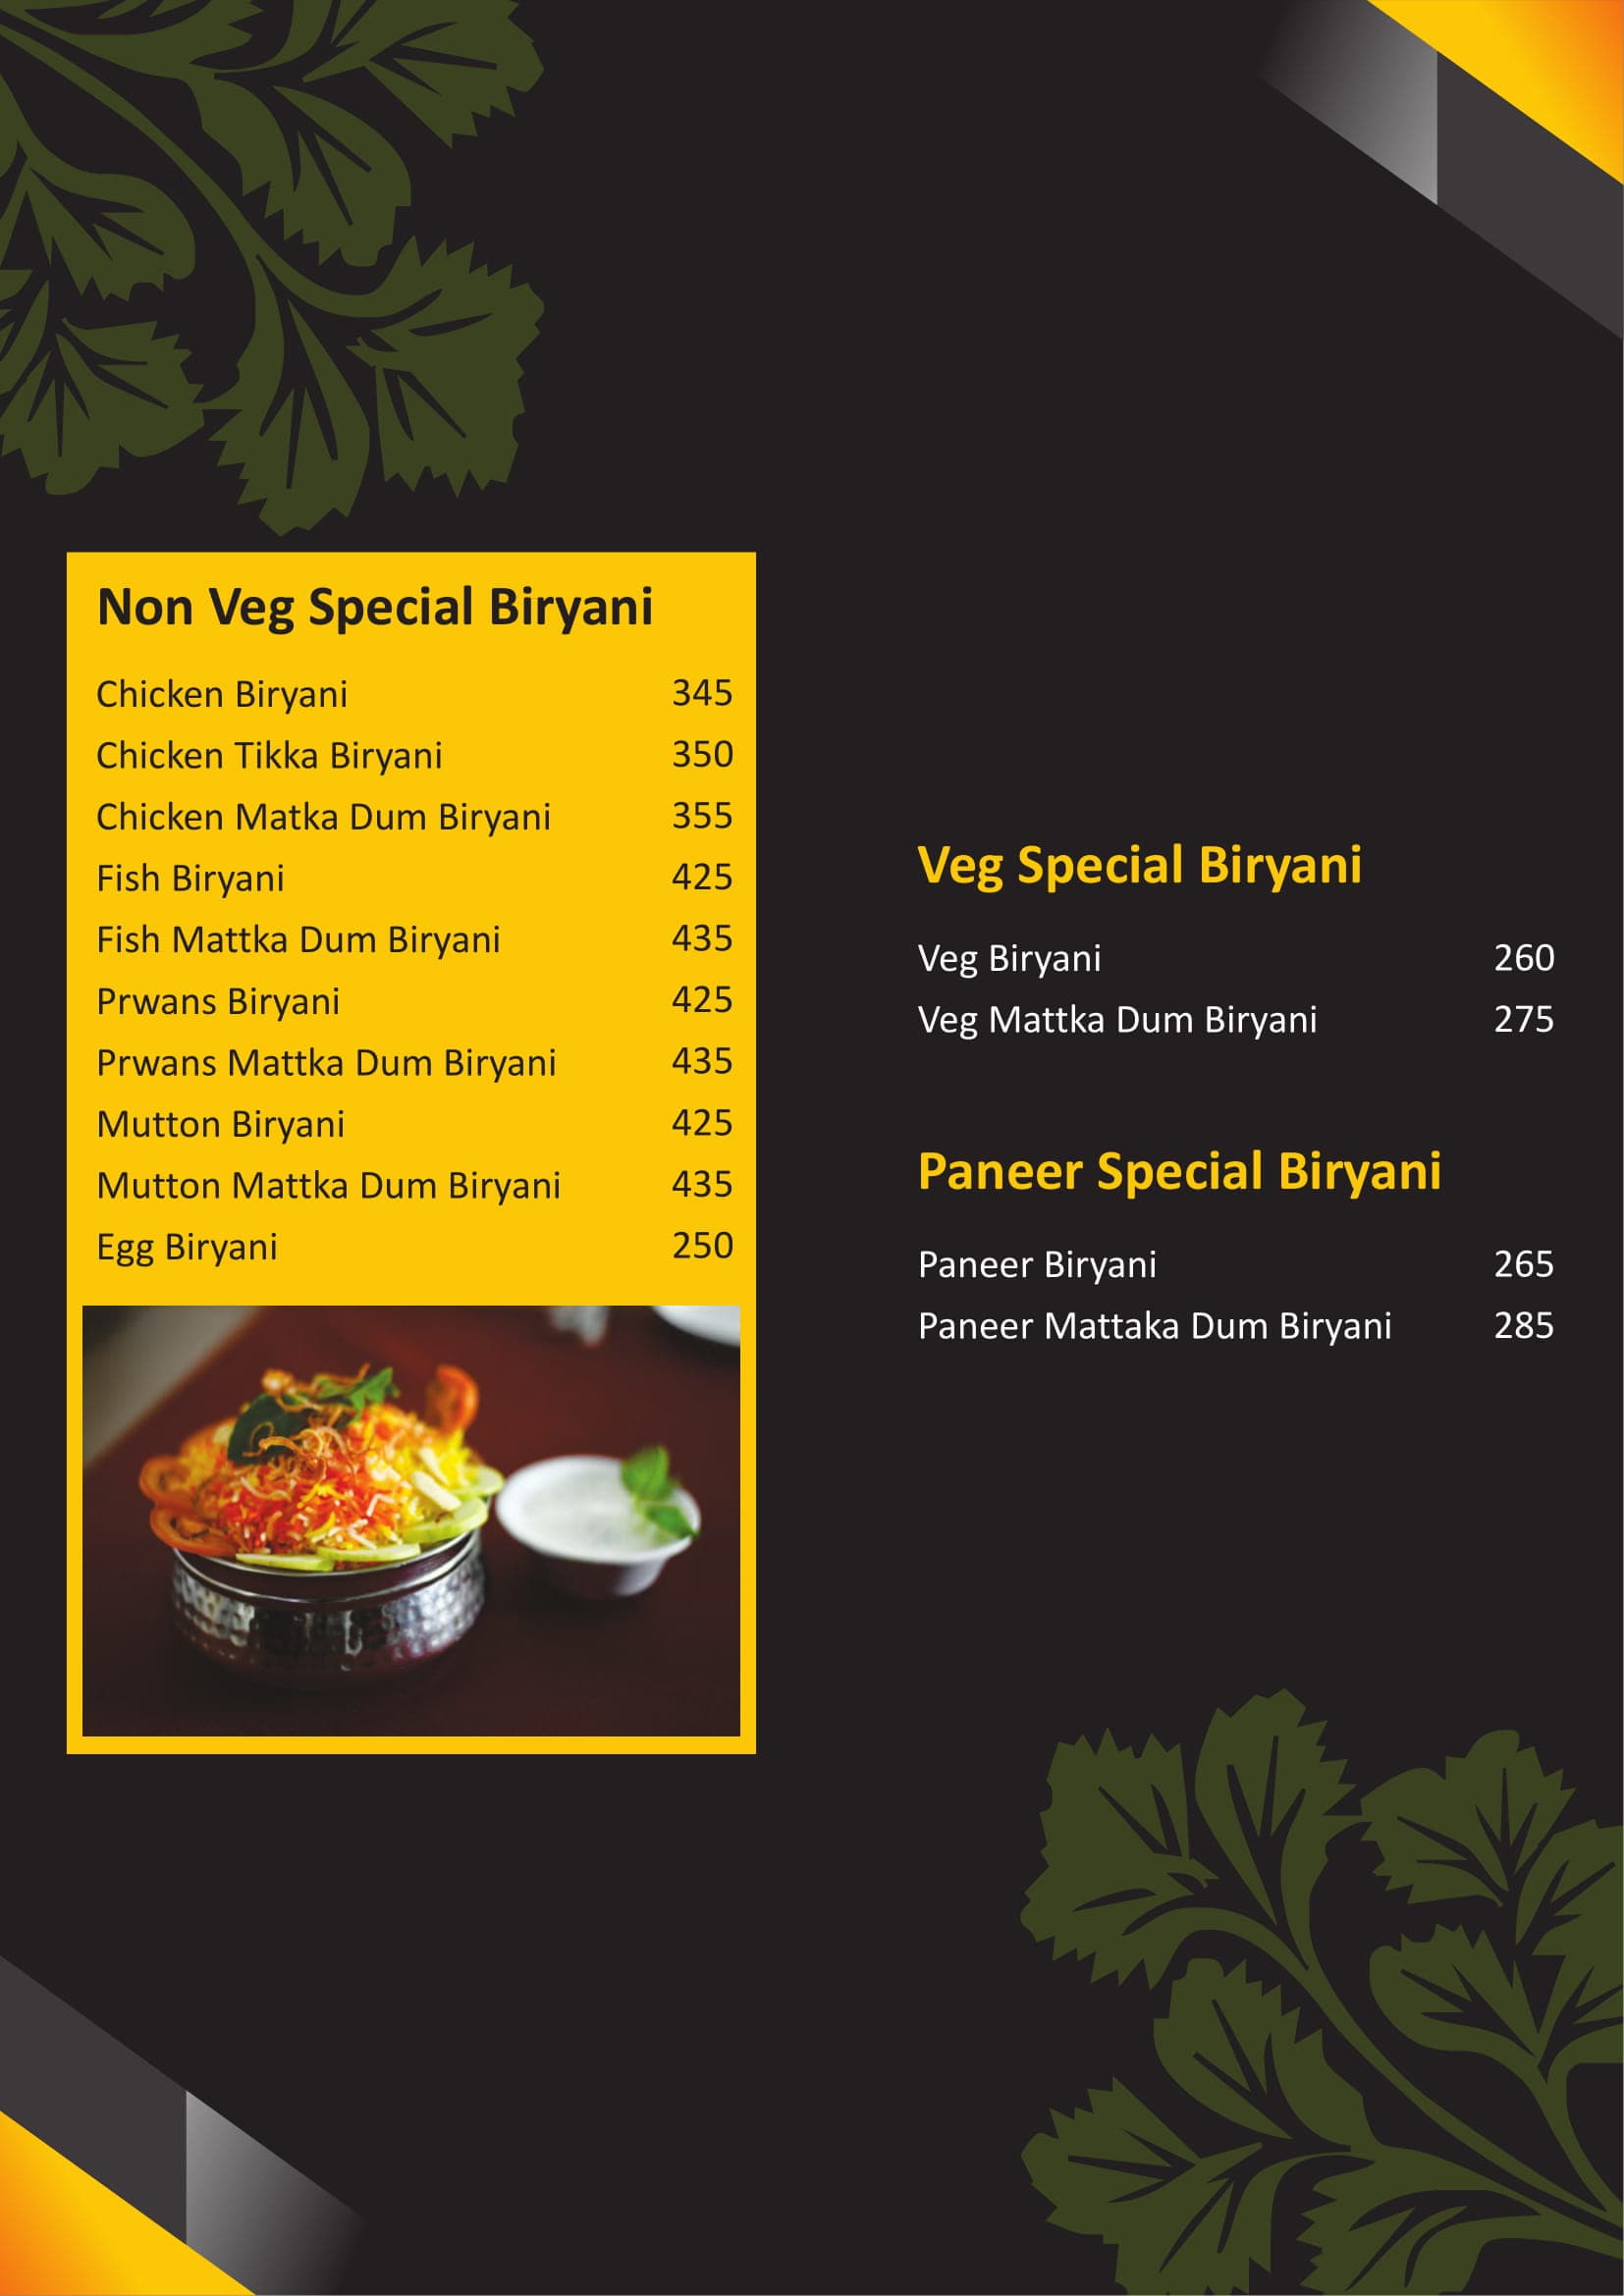 Non Veg Special Biryani
Chicken Biryani 345
Chicken Tikka Biryani 350
Chicken Matka Dum Biryani 355
Fish Biryani 425
Fish Mattka Dum Biryani 435
Prwans Biryani 425
Prwans Mattka Dum Biryani 435
Mutton Biryani 425
Mutton Mattka Dum Biryani 435
Egg Biryani 250
Veg Special Biryani
Veg Biryani 260
Veg Mattka Dum Biryani 275
Paneer Special Biryani
Paneer Biryani 265
Paneer Mattaka Dum Biryani 285